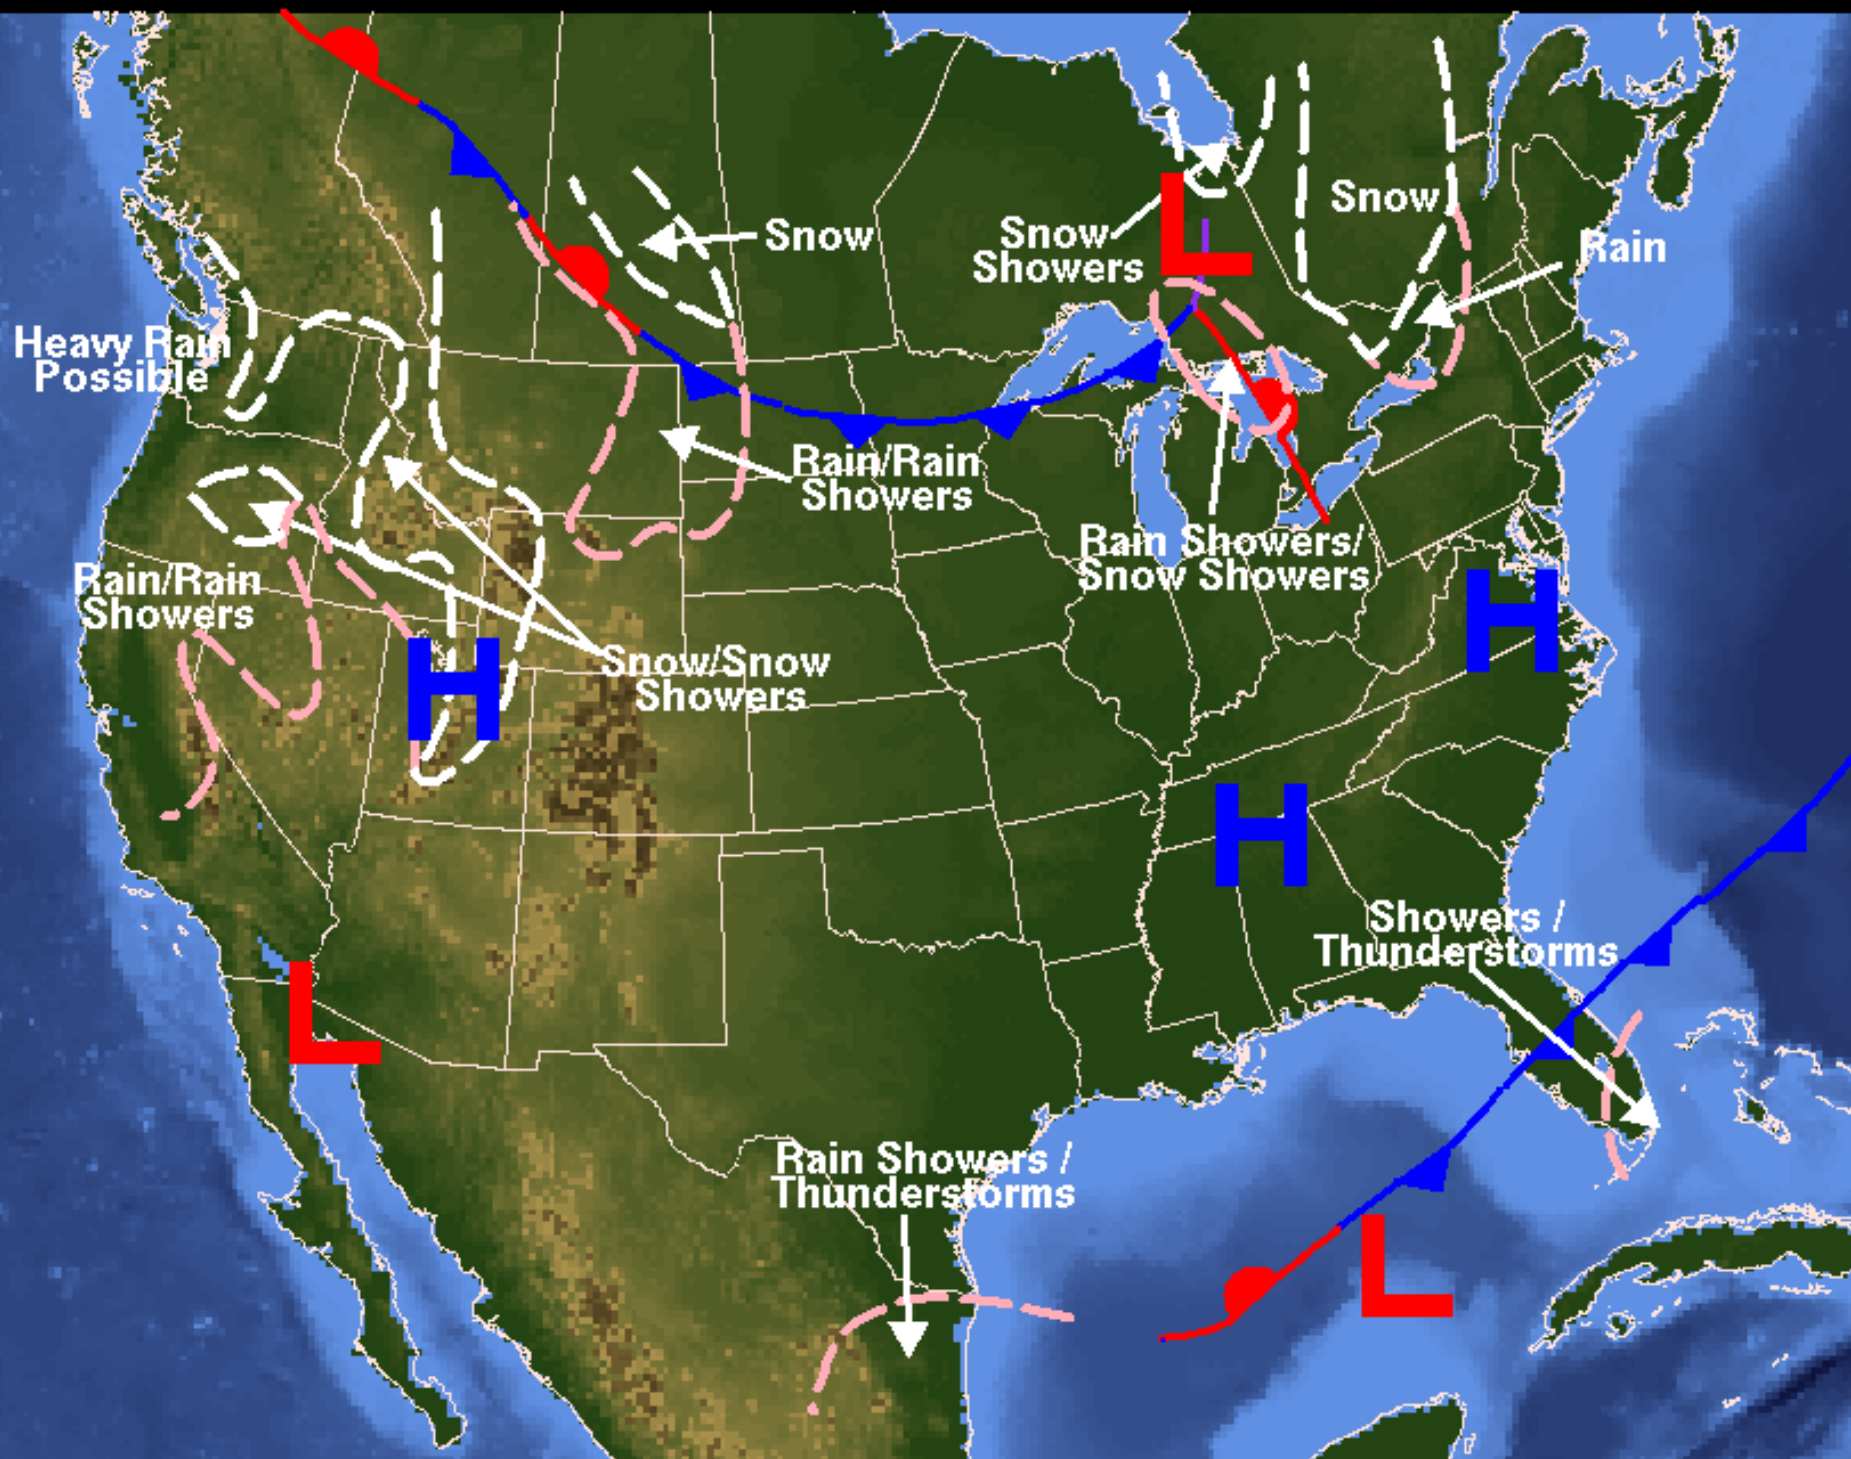 Snow
Snow
Showers
Snow
Rain
Heavy Rain
Possible
Rain/Rain
Showers
Rain Showers/
Snow Showers
Rain/Rain
Showers
Snow/Snow
Showers
Showers /
Thunderstorms
Rain Showers /
Thunderstorms
L
H
H
H
L
L